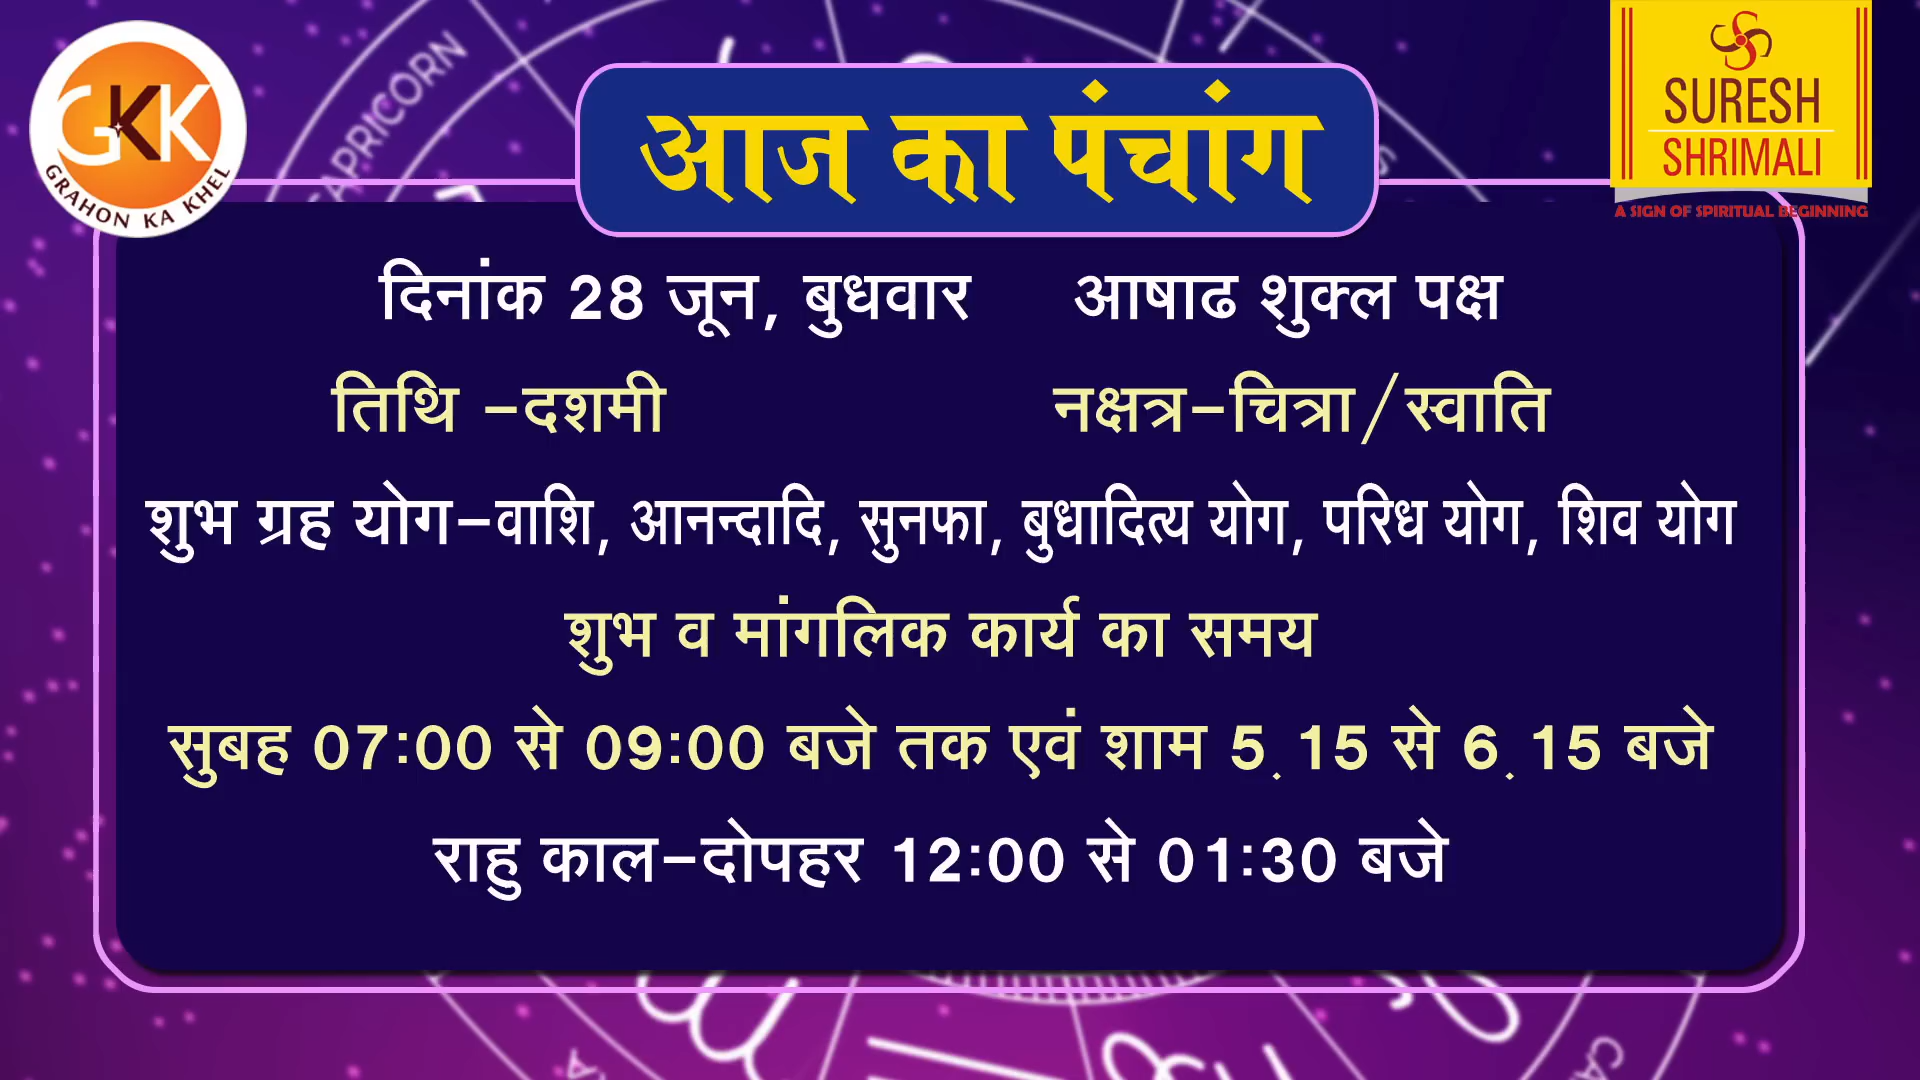 CAPRICORN
GKK
GRAHON KA KHEL
आज का पंचांग
SURESH
SHRIMALI
A SIGN OF SPIRITUAL BEGINNING
दिनांक 28 जून, बुधवार आषाढ शुक्ल पक्ष
तिथि -दशमी नक्षत्र-चित्रा/स्वाति
शुभ ग्रह योग-वाशि, आनन्दादि, सुनफा, बुधादित्य योग, परिध योग, शिव योग
शुभ व मांगलिक कार्य का समय
सुबह 07:00 से 09:00 बजे तक एवं शाम 5.15 से 6.15 बजे
राहु काल-दोपहर 12:00 से 01:30 बजे